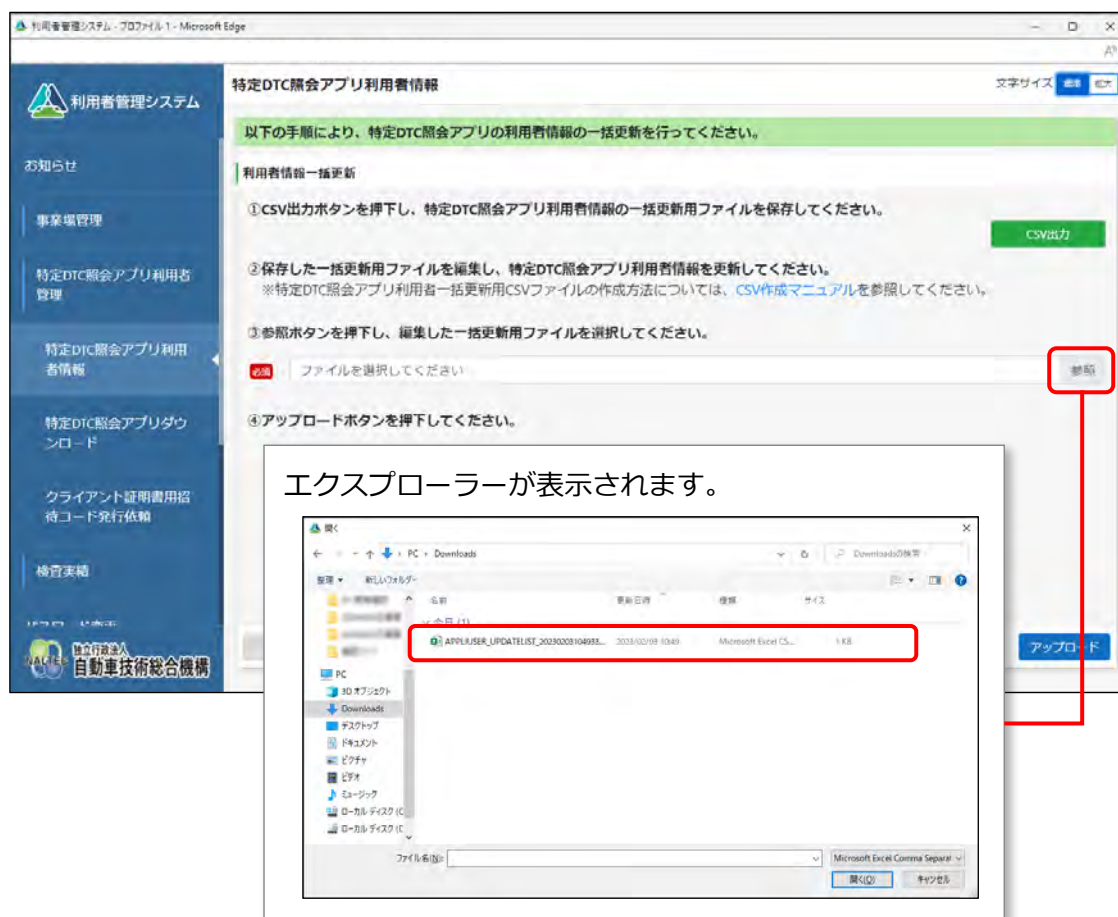 利用者管理システム - プロファイル 1 - Microsoft Edge
利用者管理システム
特定DTC照会アプリ利用者情報
文字サイズ 標準 拡大
以下の手順により、特定DTC照会アプリの利用者情報の一括更新を行ってください。
お知らせ
利用者情報一括更新
①CSV出力ボタンを押下し、特定DTC照会アプリ利用者情報の一括更新用ファイルを保存してください。
事業場管理
CSV出力
特定DTC照会アプリ利用者
管理
②保存した一括更新用ファイルを編集し、特定DTC照会アプリ利用者情報を更新してください。
※特定DTC照会アプリ利用者一括更新用CSVファイルの作成方法については、CSV作成マニュアルを参照してください。
③参照ボタンを押下し、編集した一括更新用ファイルを選択してください。
特定DTC照会アプリ利用
者情報
必須 ファイルを選択してください
参照
特定DTC照会アプリダウ
ンロード
④アップロードボタンを押下してください。
クライアント証明書用招
待コード発行依頼
検査実績
独立行政法人
NALTEC 自動車技術総合機構
アップロード
エクスプローラーが表示されます。
開く
PC › Downloads
Downloadsの検索
整理 新しいフォルダー
名前 更新日時 種類 サイズ
今日 (1)
APPLIUSER_UPDATELIST_20230203104933... 2023/02/03 10:49 Microsoft Excel CS... 1 KB
PC
3D オブジェクト
Downloads
デスクトップ
ドキュメント
ピクチャ
ビデオ
ミュージック
ローカル ディスク (C
ローカル ディスク (C
ファイル名(N):
Microsoft Excel Comma Separat
開く(O) キャンセル